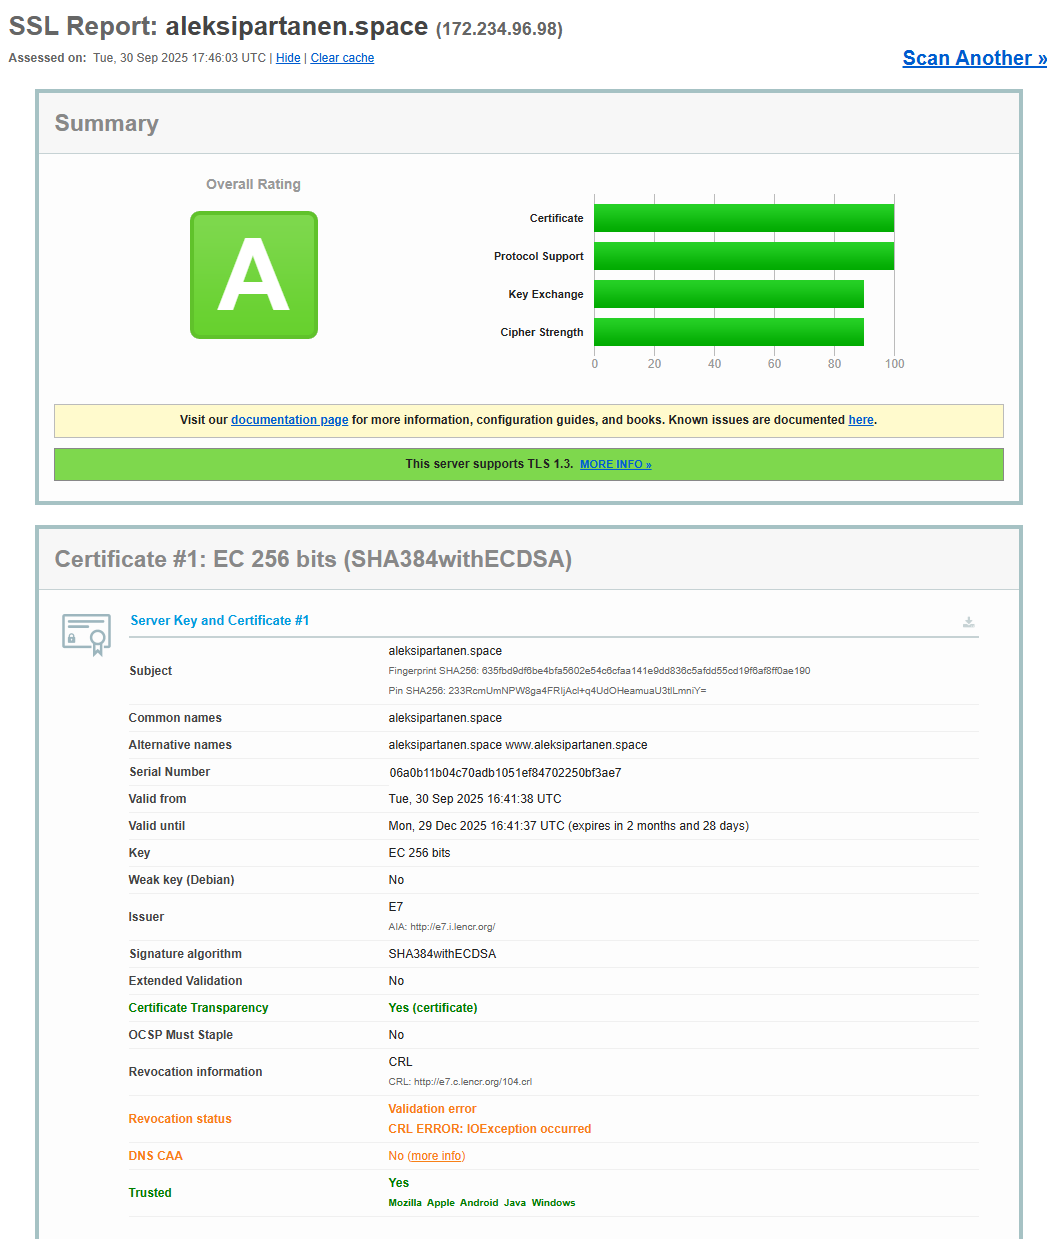 SSL Report: aleksipartanen.space (172.234.96.98)
Assessed on: Tue, 30 Sep 2025 17:46:03 UTC | Hide | Clear cache
Scan Another »
Summary
Overall Rating
A
Certificate
Protocol Support
Key Exchange
Cipher Strength
0 20 40 60 80 100
Visit our documentation page for more information, configuration guides, and books. Known issues are documented here.
This server supports TLS 1.3. MORE INFO »
Certificate #1: EC 256 bits (SHA384withECDSA)
Server Key and Certificate #1
Subject
aleksipartanen.space
Fingerprint SHA256: 635fbd9df6be4bfa5602e54c6cfaa141e9dd836c5afdd55cd19f6af8ff0ae190
Pin SHA256: 233RcmUmNPW8ga4FRIjAcl+q4UdOHeamuaU3tlLmniY=
Common names aleksipartanen.space
Alternative names aleksipartanen.space www.aleksipartanen.space
Serial Number 06a0b11b04c70adb1051ef84702250bf3ae7
Valid from Tue, 30 Sep 2025 16:41:38 UTC
Valid until Mon, 29 Dec 2025 16:41:37 UTC (expires in 2 months and 28 days)
Key EC 256 bits
Weak key (Debian) No
Issuer
E7
AIA: http://e7.i.lencr.org/
Signature algorithm SHA384withECDSA
Extended Validation No
Certificate Transparency Yes (certificate)
OCSP Must Staple No
Revocation information
CRL
CRL: http://e7.c.lencr.org/104.crl
Revocation status
Validation error
CRL ERROR: IOException occurred
DNS CAA No (more info)
Trusted
Yes
Mozilla Apple Android Java Windows